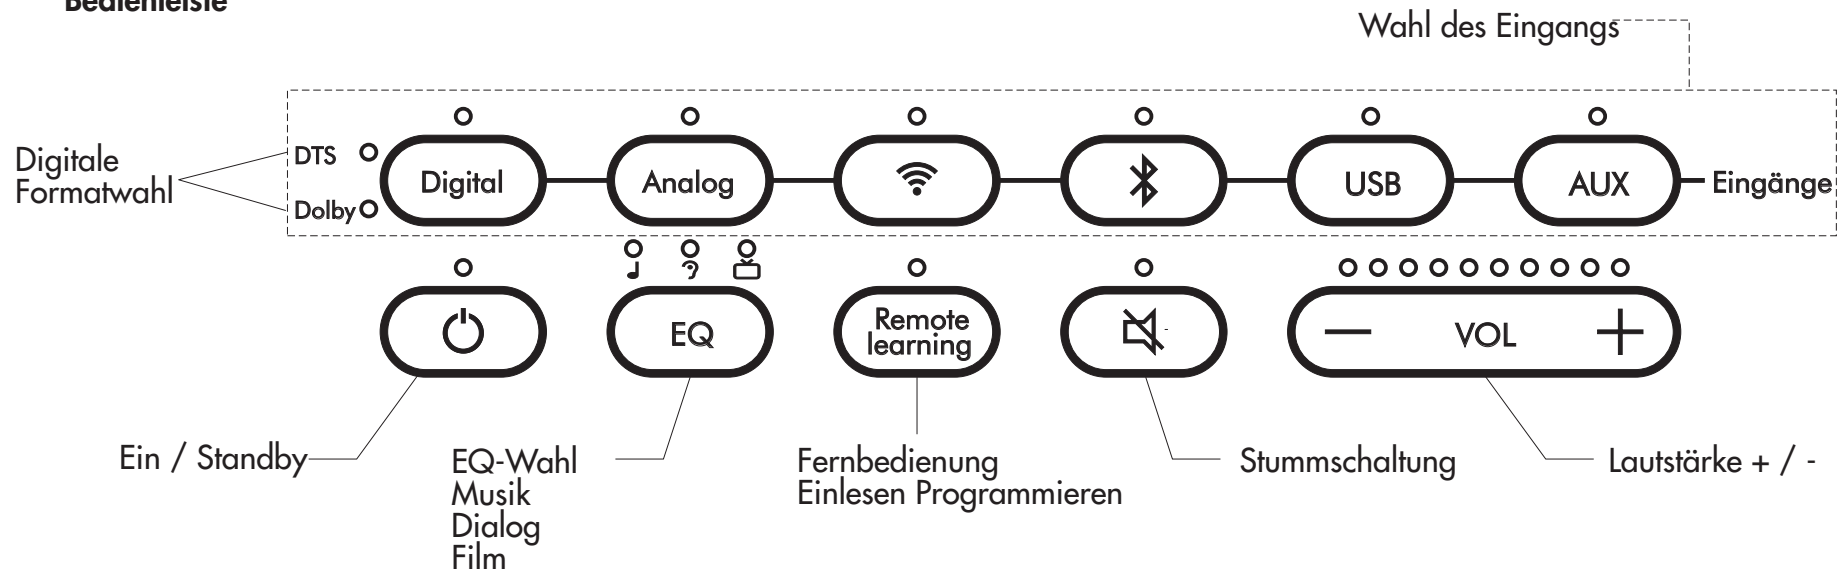 Bedienleiste
Wahl des Eingangs
Digitale
Formatwahl
DTS
Dolby
Digital
Analog
USB
AUX
Eingänge
EQ
Remote
learning
VOL
Ein / Standby
EQ-Wahl
Musik
Dialog
Film
Fernbedienung
Einlesen Programmieren
Stummschaltung
Lautstärke + / -